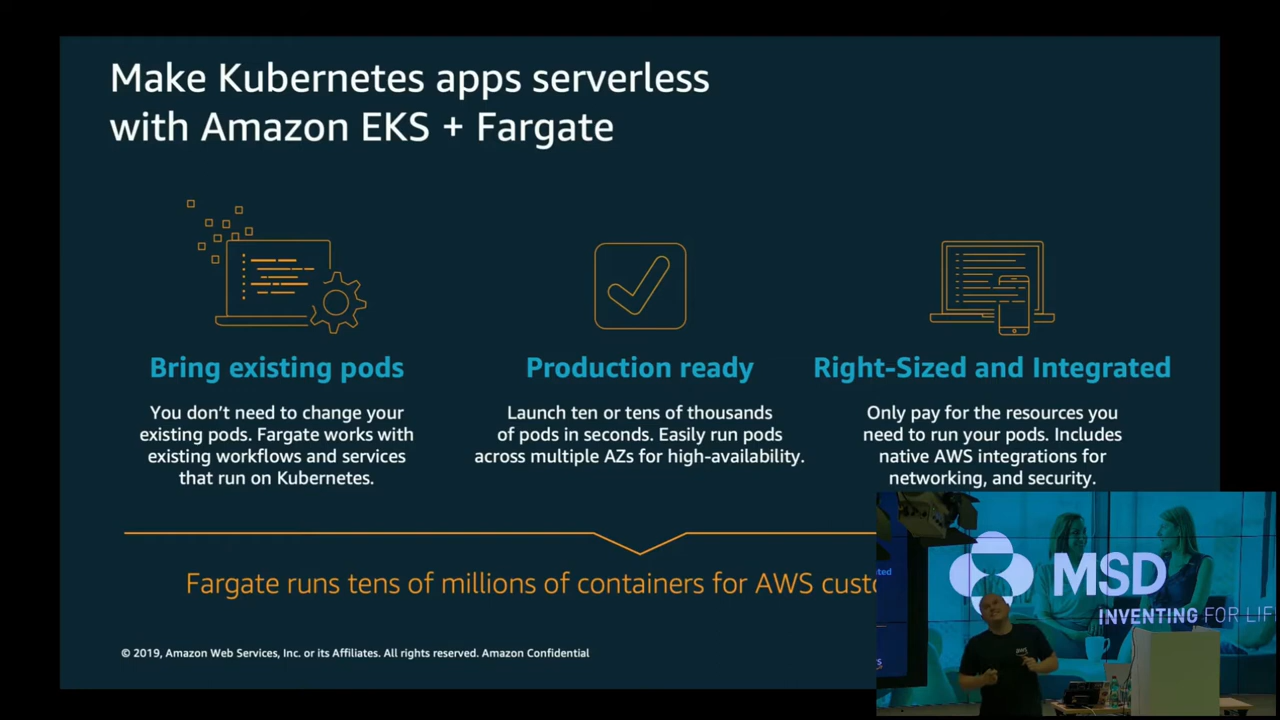 Make Kubernetes apps serverless
with Amazon EKS + Fargate
Bring existing pods
You don't need to change your
existing pods. Fargate works with
existing workflows and services
that run on Kubernetes.
Production ready
Launch ten or tens of thousands
of pods in seconds. Easily run pods
across multiple AZs for high-availability.
Right-Sized and Integrated
Only pay for the resources you
need to run your pods. Includes
native AWS integrations for
networking, and security.
Fargate runs tens of millions of containers for AWS custo
© 2019, Amazon Web Services, Inc. or its Affiliates. All rights reserved. Amazon Confidential
ted
MSD
INVENTING FOR LIF
aws